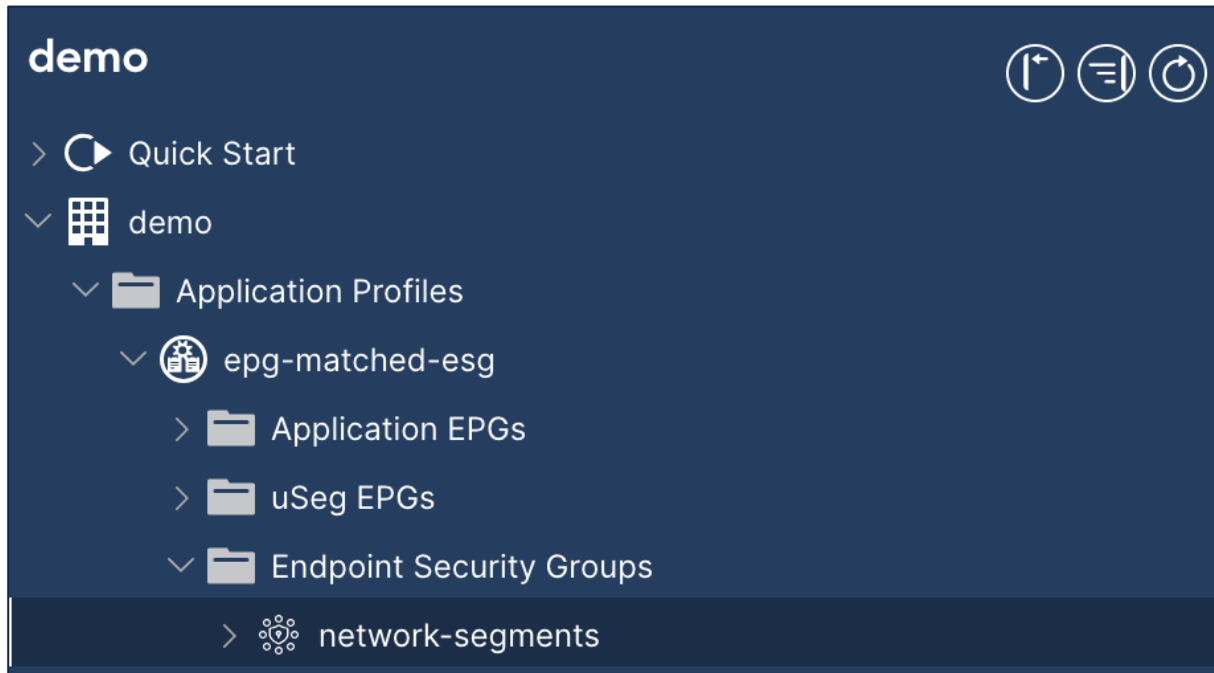 demo
Quick Start
demo
Application Profiles
epg-matched-esg
Application EPGs
uSeg EPGs
Endpoint Security Groups
network-segments